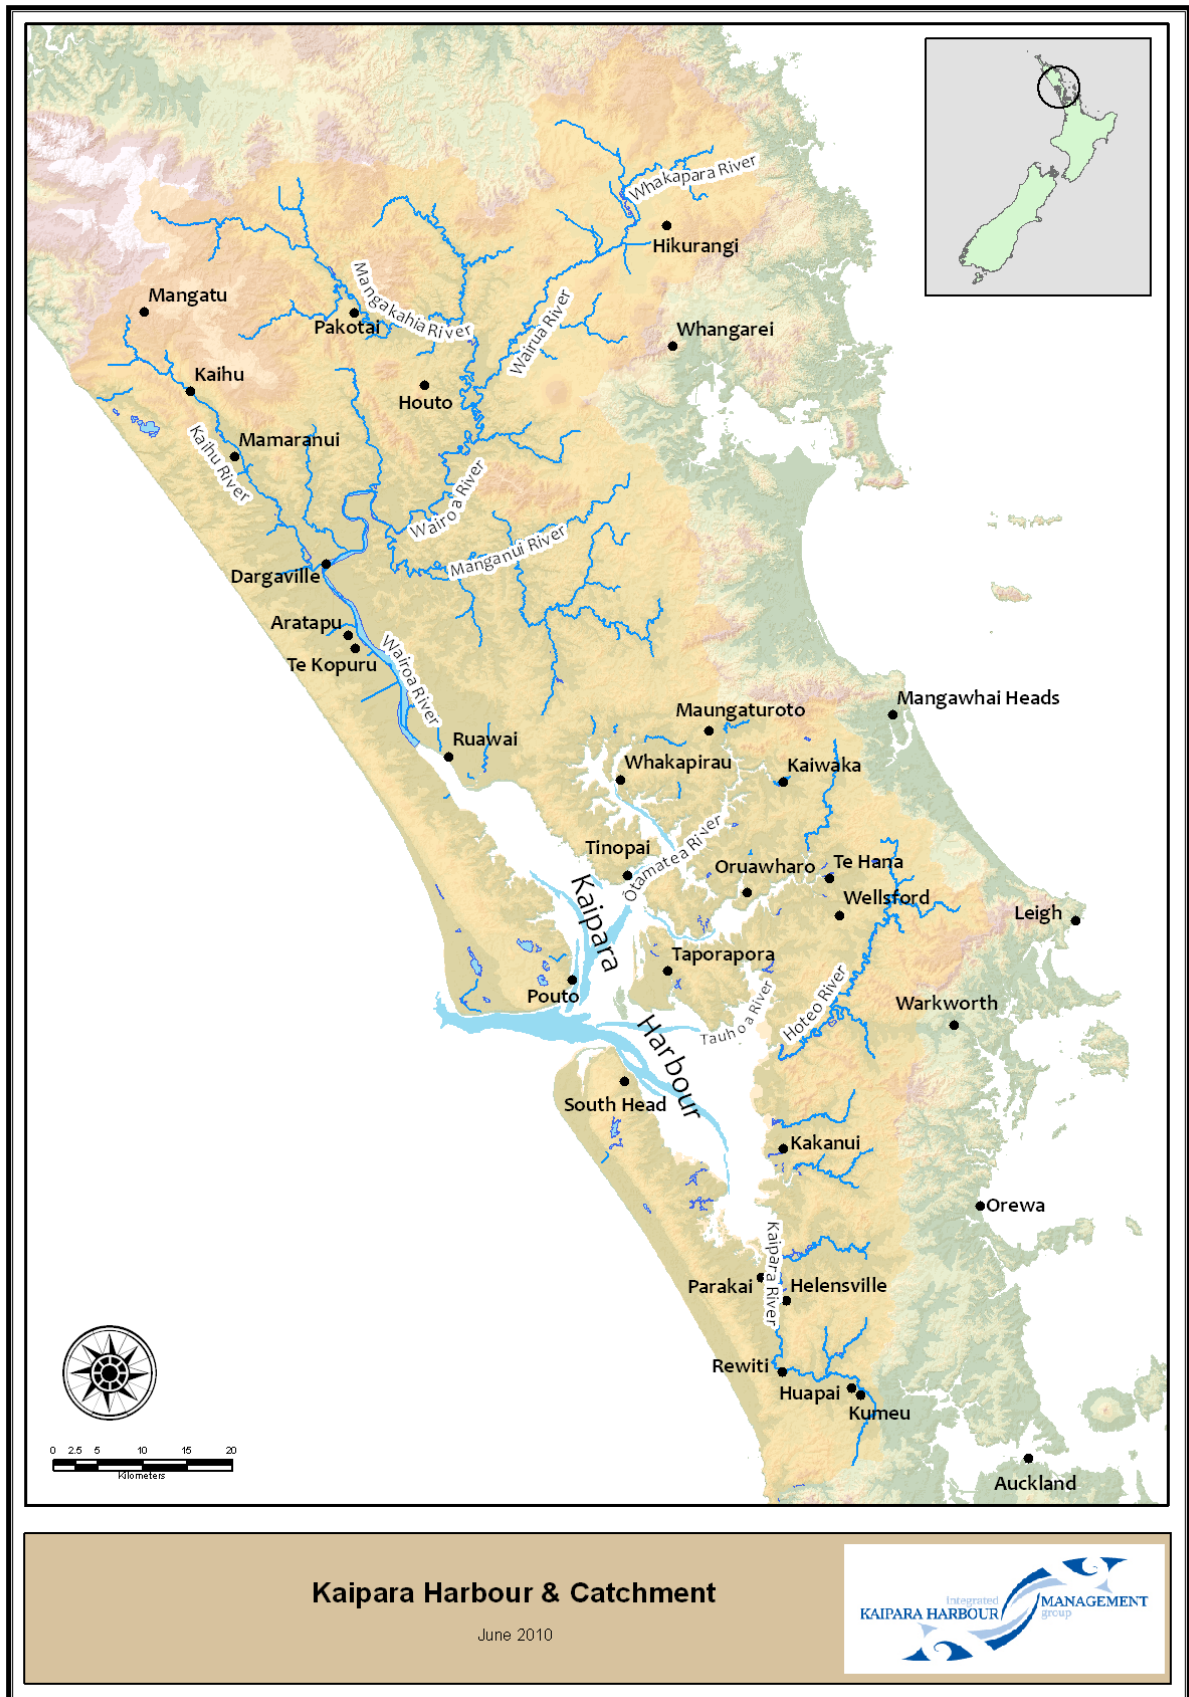 Whakapara River
Hikurangi
Mangatu
Mangakahia River
Pakotai
Wairua River
Whangarei
Kaihu
Houto
Kaihu River
Mamaranui
Wairoa River
Manganui River
Dargaville
Aratapu
Te Kopuru
Wairoa River
Mangawhai Heads
Maungaturoto
Ruawai
Whakapirau
Kaiwaka
Tinopai
Ōtamatea River
Oruawharo
Te Hana
Wellsford
Leigh
Kaipara
Harbour
Taporapora
Pouto
Tauhoa River
Hoteo River
Warkworth
South Head
Kakanui
Orewa
Kaipara River
Parakai
Helensville
Rewiti
Huapai
Kumeu
Auckland
0 2.5 5 10 15 20
Kilometers
Kaipara Harbour & Catchment
June 2010
Integrated
KAIPARA HARBOUR MANAGEMENT
group